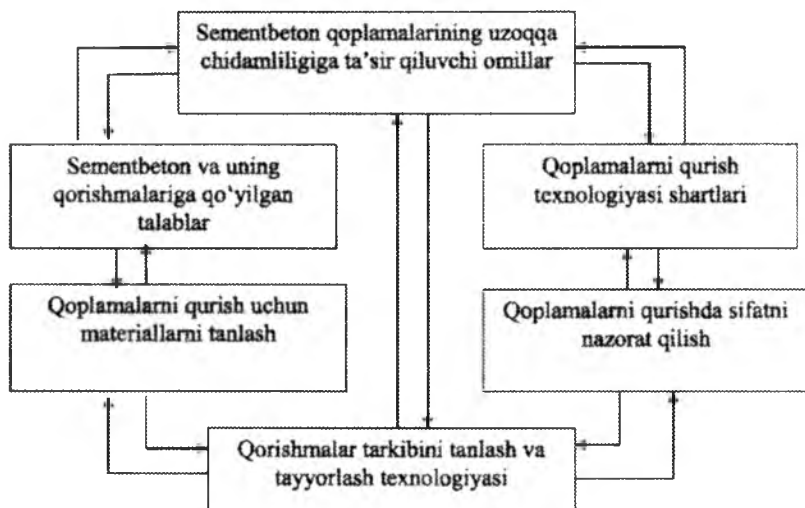 Sementbeton qoplamalarining uzoqqa
chidamliligiga ta'sir qiluvchi omillar
Sementbeton va uning
qorishmalariga qo'yilgan
talablar
Qoplamalarni qurish
texnologiyasi shartlari
Qoplamalarni qurish uchun
materiallarni tanlash
Qoplamalarni qurishda sifatni
nazorat qilish
Qorishmalar tarkibini tanlash va
tayyorlash texnologiyasi